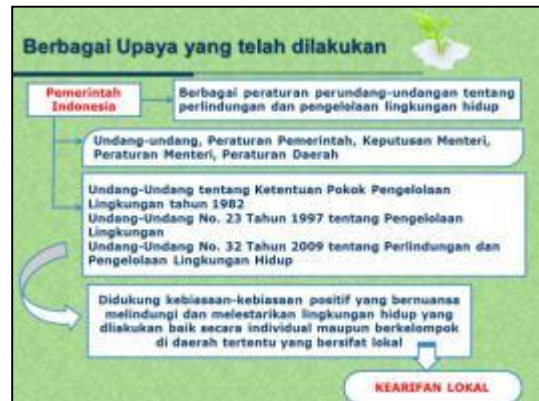 Berbagai Upaya yang telah dilakukan
Pemerintah
Indonesia
Berbagai peraturan perundang-undangan tentang
perlindungan dan pengelolaan lingkungan hidup
Undang-undang, Peraturan Pemerintah, Keputusan Menteri,
Peraturan Menteri, Peraturan Daerah
Undang-Undang tentang Ketentuan Pokok Pengelolaan
Lingkungan tahun 1982
Undang-Undang No. 23 Tahun 1997 tentang Pengelolaan
Lingkungan
Undang-Undang No. 32 Tahun 2009 tentang Perlindungan dan
Pengelolaan Lingkungan Hidup
Didukung kebiasaan-kebiasaan positif yang bernuansa
melindungi dan melestarikan lingkungan hidup yang
dilakukan baik secara individual maupun berkelompok
di daerah tertentu yang bersifat lokal
KEARIFAN LOKAL